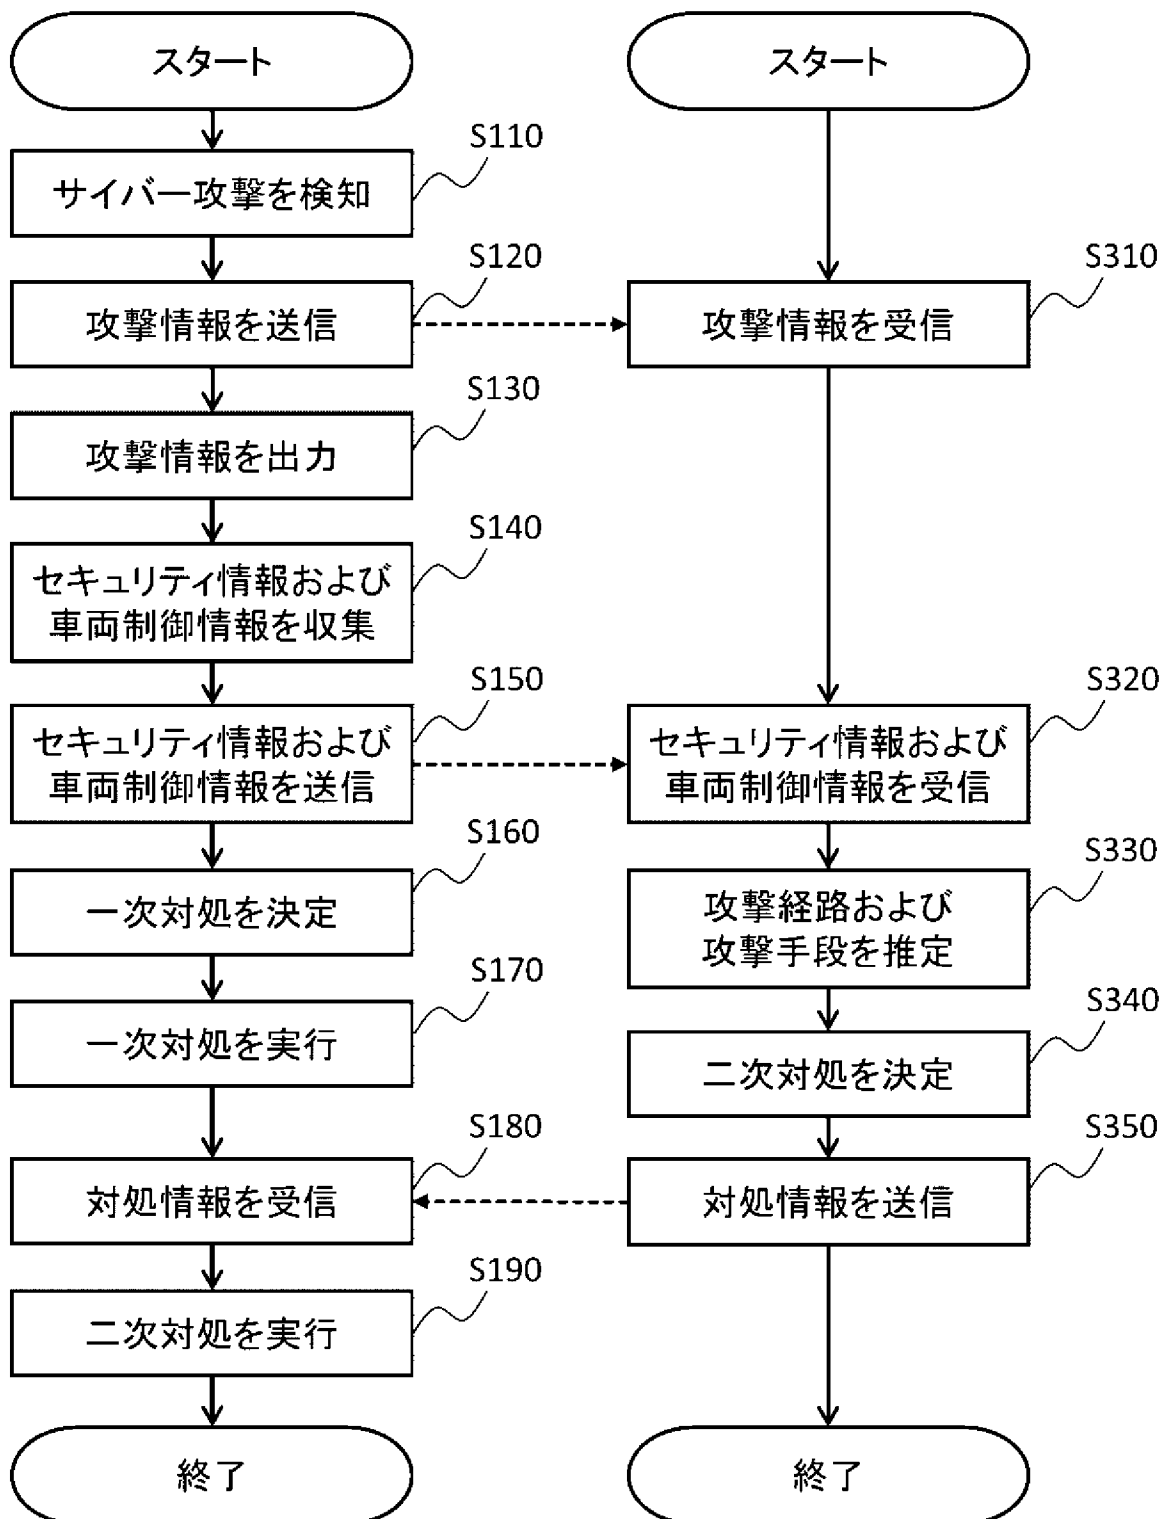 スタート
S110
サイバー攻撃を検知
S120
攻撃情報を送信
S130
攻撃情報を出力
S140
セキュリティ情報および
車両制御情報を収集
S150
セキュリティ情報および
車両制御情報を送信
S160
一次対処を決定
S170
一次対処を実行
S180
対処情報を受信
S190
二次対処を実行
終了
スタート
S310
攻撃情報を受信
S320
セキュリティ情報および
車両制御情報を受信
S330
攻撃経路および
攻撃手段を推定
S340
二次対処を決定
S350
対処情報を送信
終了